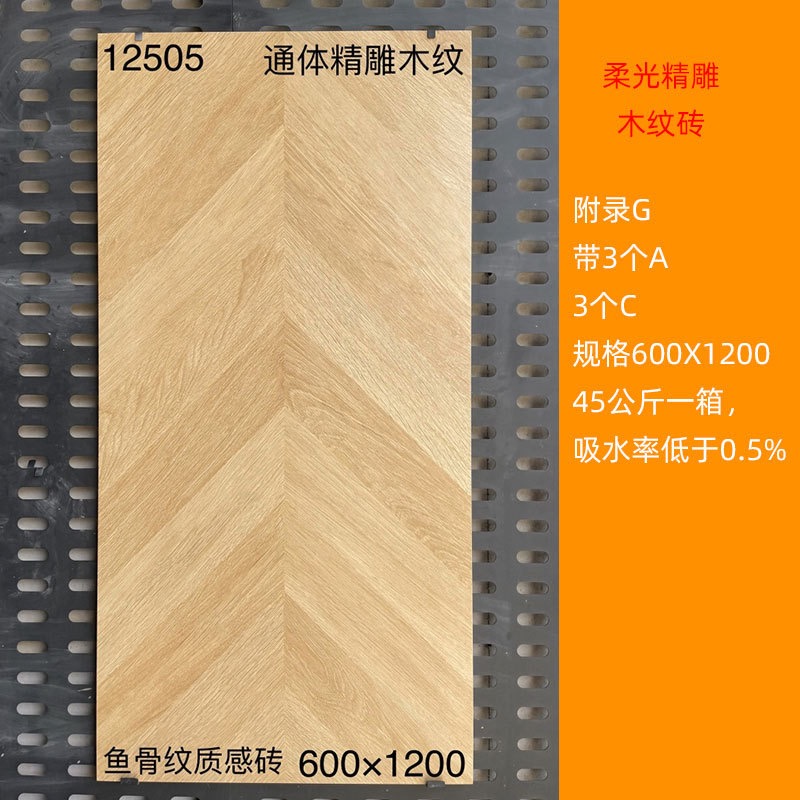 12505 通体精雕木纹
鱼骨纹质感砖 600×1200
柔光精雕
木纹砖
附录G
带3个A
3个C
规格600X1200
45公斤一箱，
吸水率低于0.5%